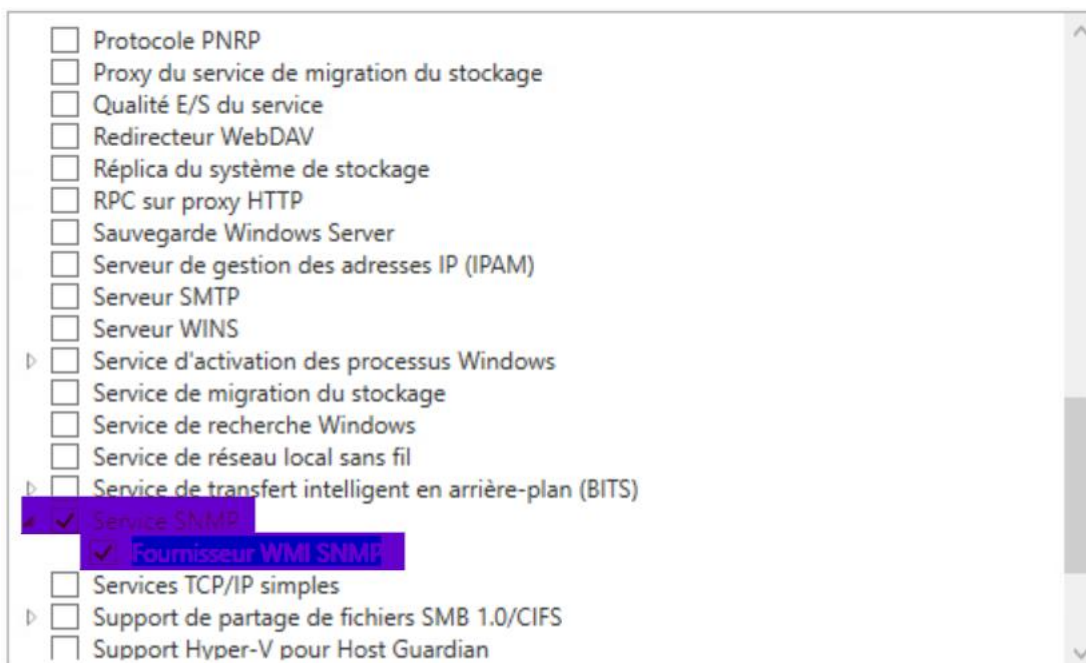 Protocole PNRP
Proxy du service de migration du stockage
Qualité E/S du service
Redirecteur WebDAV
Réplica du système de stockage
RPC sur proxy HTTP
Sauvegarde Windows Server
Serveur de gestion des adresses IP (IPAM)
Serveur SMTP
Serveur WINS
Service d'activation des processus Windows
Service de migration du stockage
Service de recherche Windows
Service de réseau local sans fil
Service de transfert intelligent en arrière-plan (BITS)
Service SNMP
Fournisseur WMI SNMP
Services TCP/IP simples
Support de partage de fichiers SMB 1.0/CIFS
Support Hyper-V pour Host Guardian